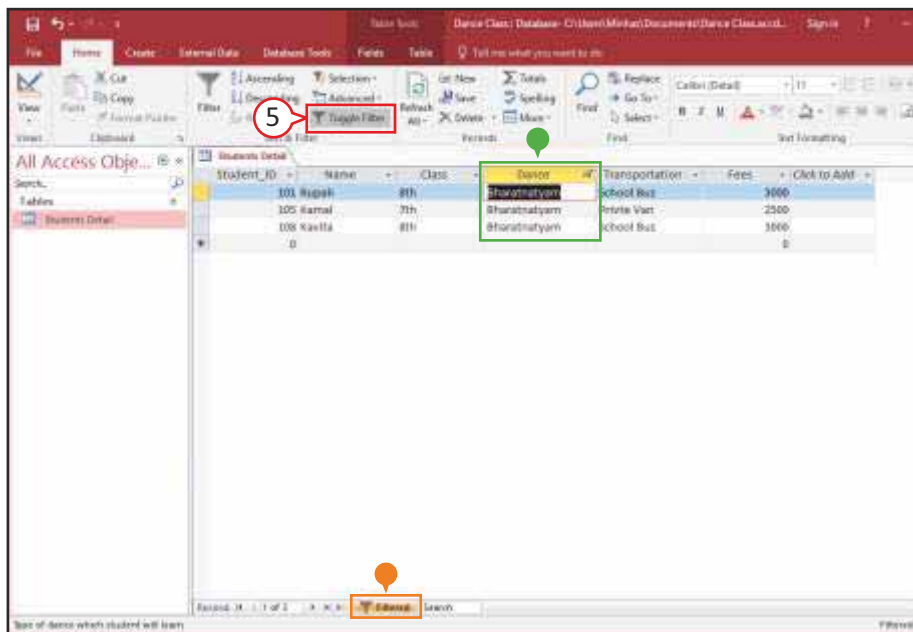 Table Tools Dance Class : Database- C:\Users\ Documents\Dance Class.accd... Sign in ?
File Home Create External Data Database Tools Fields Table Tell me what you want to do
View Paste Cut Copy Format Painter
Filter Ascending Descending Selection Advanced Toggle Filter
5
Refresh All New Save Delete Totals Spelling More
Find Replace Go To Select
Calibri (Detail) 11
B I U A
Views Clipboard Sort & Filter Records Find Text Formatting
All Access Obje...
Search..
Tables
Students Detail
Students Detail
Student_ID Name Class Dance Transportation Fees Click to Add
101 Rupali 8th Bharatnatyam School Bus 3000
105 Kamal 7th Bharatnatyam Van 2500
108 Kavita 8th Bharatnatyam School Bus 3000
* 0 0
Record: 1 of 3 Filtered Search
Type of dance which student will learn Filtered